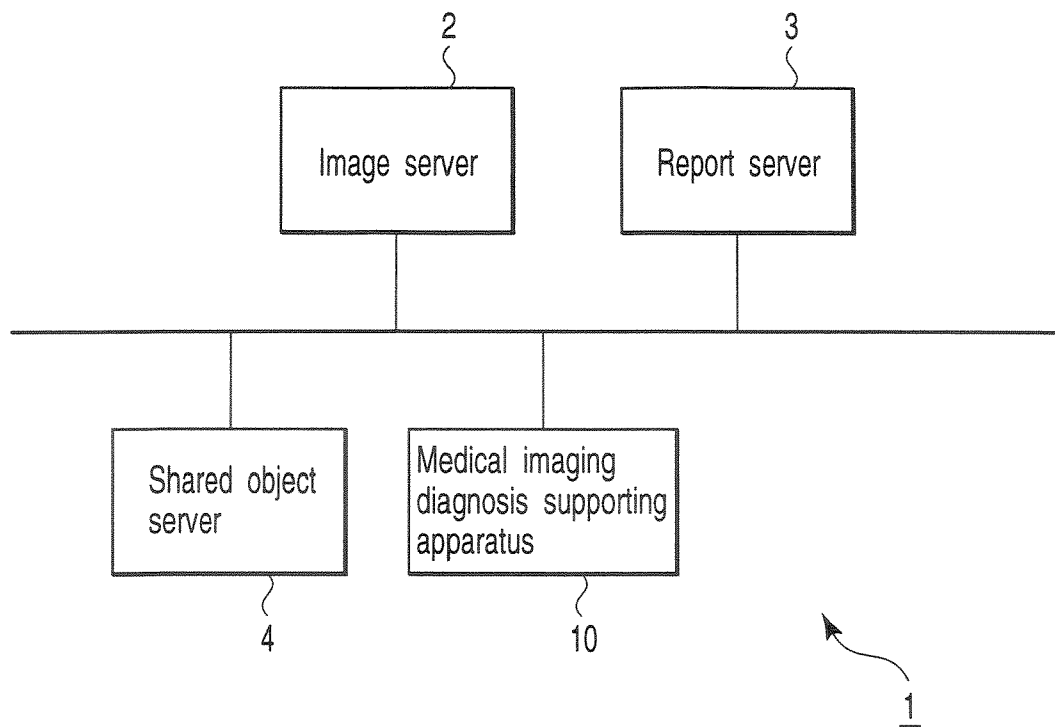 2
3
Image server
Report server
Shared object
server
Medical imaging
diagnosis supporting
apparatus
4
10
1